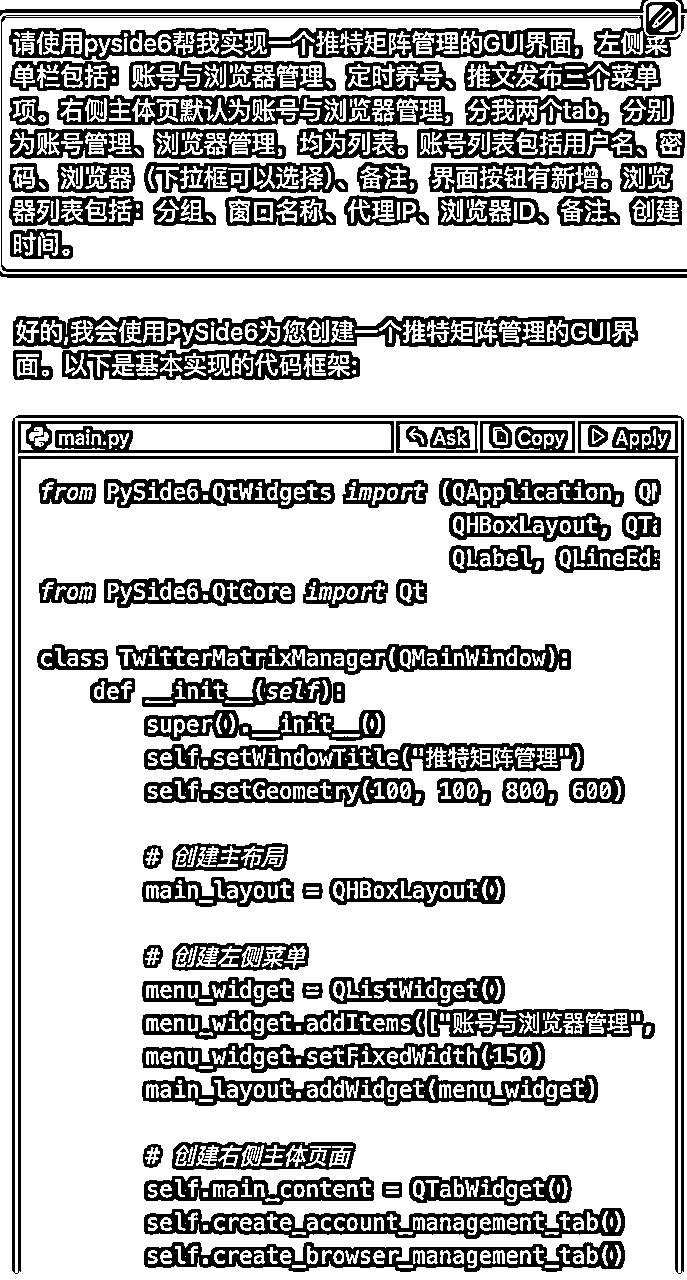 请使用pyside6帮我实现一个推特矩阵管理的GUI界面，左侧菜
单栏包括：账号与浏览器管理、定时养号、推文发布三个菜单
项。右侧主体页默认为账号与浏览器管理，分我两个tab，分别
为账号管理、浏览器管理，均为列表。账号列表包括用户名、密
码、浏览器（下拉框可以选择）、备注，界面按钮有新增。浏览
器列表包括：分组、窗口名称、代理IP、浏览器ID、备注、创建
时间。
好的,我会使用PySide6为您创建一个推特矩阵管理的GUI界
面。以下是基本实现的代码框架:
main.py Ask Copy Apply
from PySide6.QtWidgets import (QApplication, 
QHBoxLayout, 
QLabel, 
from PySide6.QtCore import Qt
class TwitterMatrixManager(QMainWindow):
def __init__(self):
super().__init__()
self.setWindowTitle("推特矩阵管理")
self.setGeometry(100, 100, 800, 600)
# 创建主布局
main_layout = QHBoxLayout()
# 创建左侧菜单
menu_widget = QListWidget()
menu_widget.addItems(["账号与浏览器管理",
menu_widget.setFixedWidth(150)
main_layout.addWidget(menu_widget)
# 创建右侧主体页面
self.main_content = QTabWidget()
self.create_account_management_tab()
self.create_browser_management_tab()